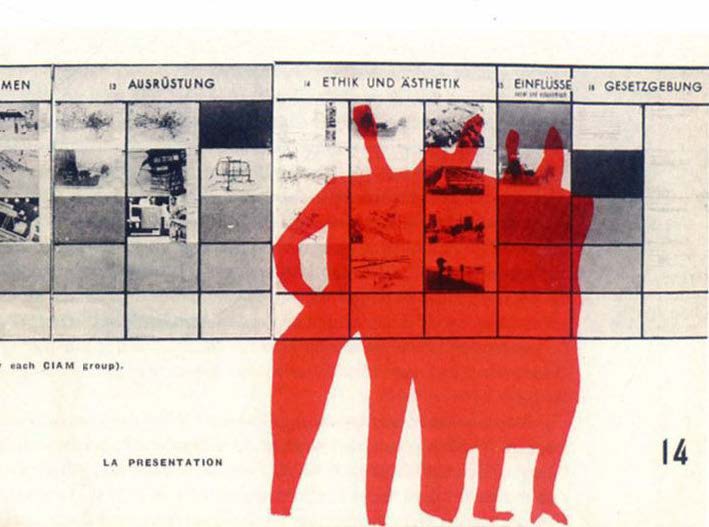 MEN
13 AUSRÜSTUNG
14 ETHIK UND ÄSTHETIK
15 EINFLÜSSE
16 GESETZGEBUNG
each CIAM group).
LA PRESENTATION
14